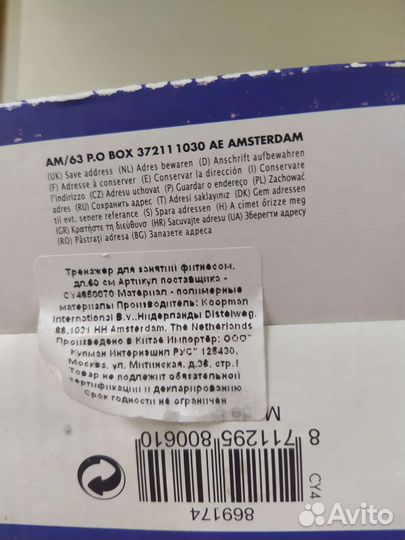 AM/63 P.O BOX 37211 1030 AE AMSTERDAM
(UK) Save address (NL) Adres bewaren (D) Anschrift aufbewahren
(F) Adresse à conserver (E) Conservar la dirección (I) Conservare
l'indirizzo (CZ) Adresu uchovat (P) Guardar o endereço (PL) Zachować
adres (RU) Сохранить адрес (T) Adresi saklayınız (DK) Gem adressen
til evt. senere referance (S) Spara adressen (H) A címet őrizze meg
(GR) Κρατήστε τη διεύθυνση (HR) Sacuvajte adresu (UA) Зберегти адресу
(RO) Păstrați adresa (BG) Запазете адреса
Тренажер для занятий фитнесом,
дл.60 см Артикул поставщика -
CY4850070 Материал - полимерные
материалы Производитель: Koopman
International B.v.,Нидерланды Distelweg.
88,1031 HH Amsterdam, The Netherlands
Произведено в Китае Импортер: ООО"
Купман Интернэшнл РУС" 125430,
Москва, ул. Митинская, д.36, стр.1
Товар не подлежит обязательной
сертификации и декларированию
Срок годности не ограничен
8 711295 800610
CY4
869174
Avito